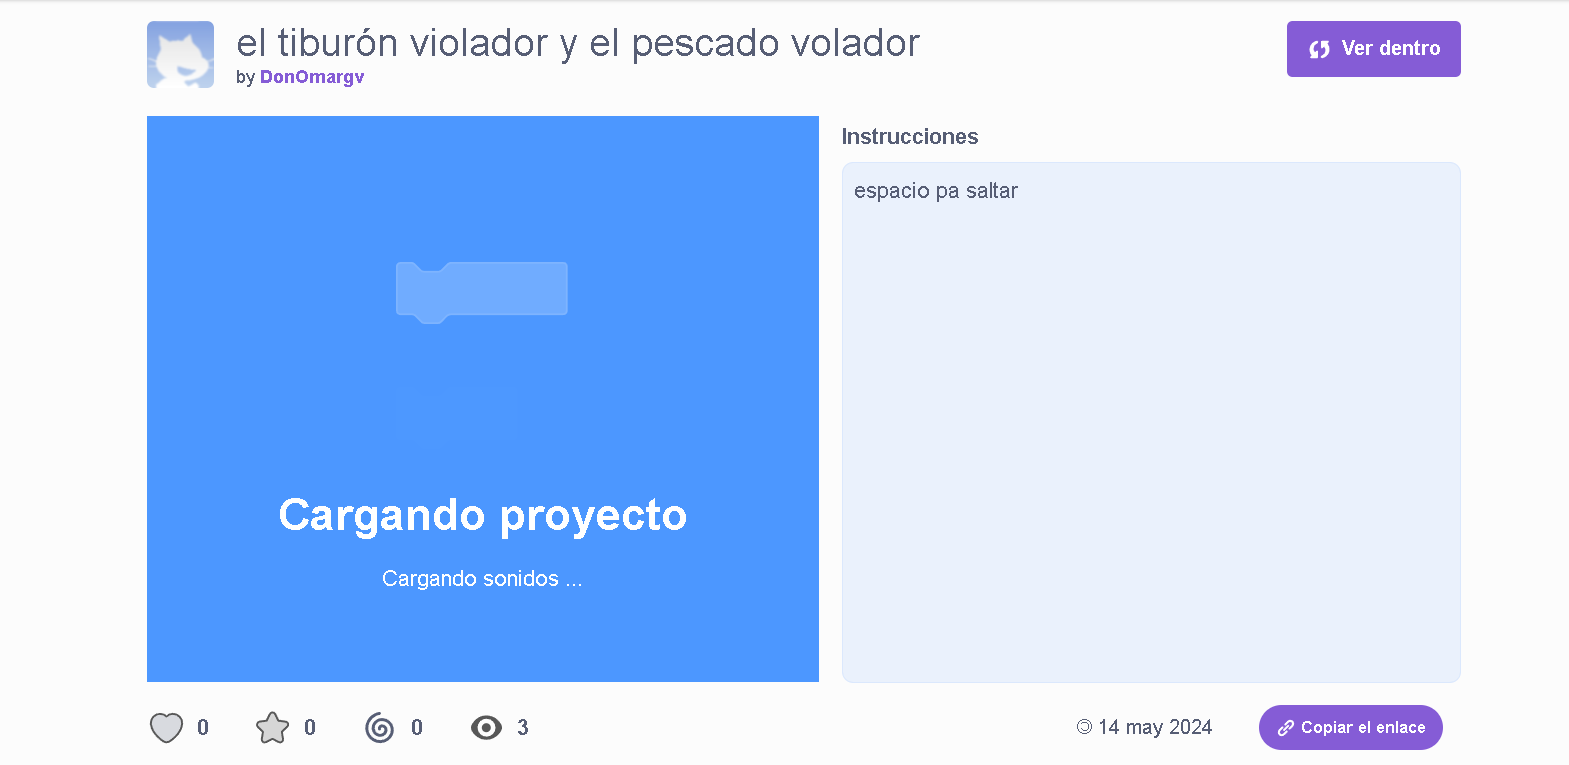 el tiburón violador y el pescado volador
by DonOmargv
Ver dentro
Instrucciones
espacio pa saltar
Cargando proyecto
Cargando sonidos ...
0
0
0
3
14 may 2024
Copiar el enlace